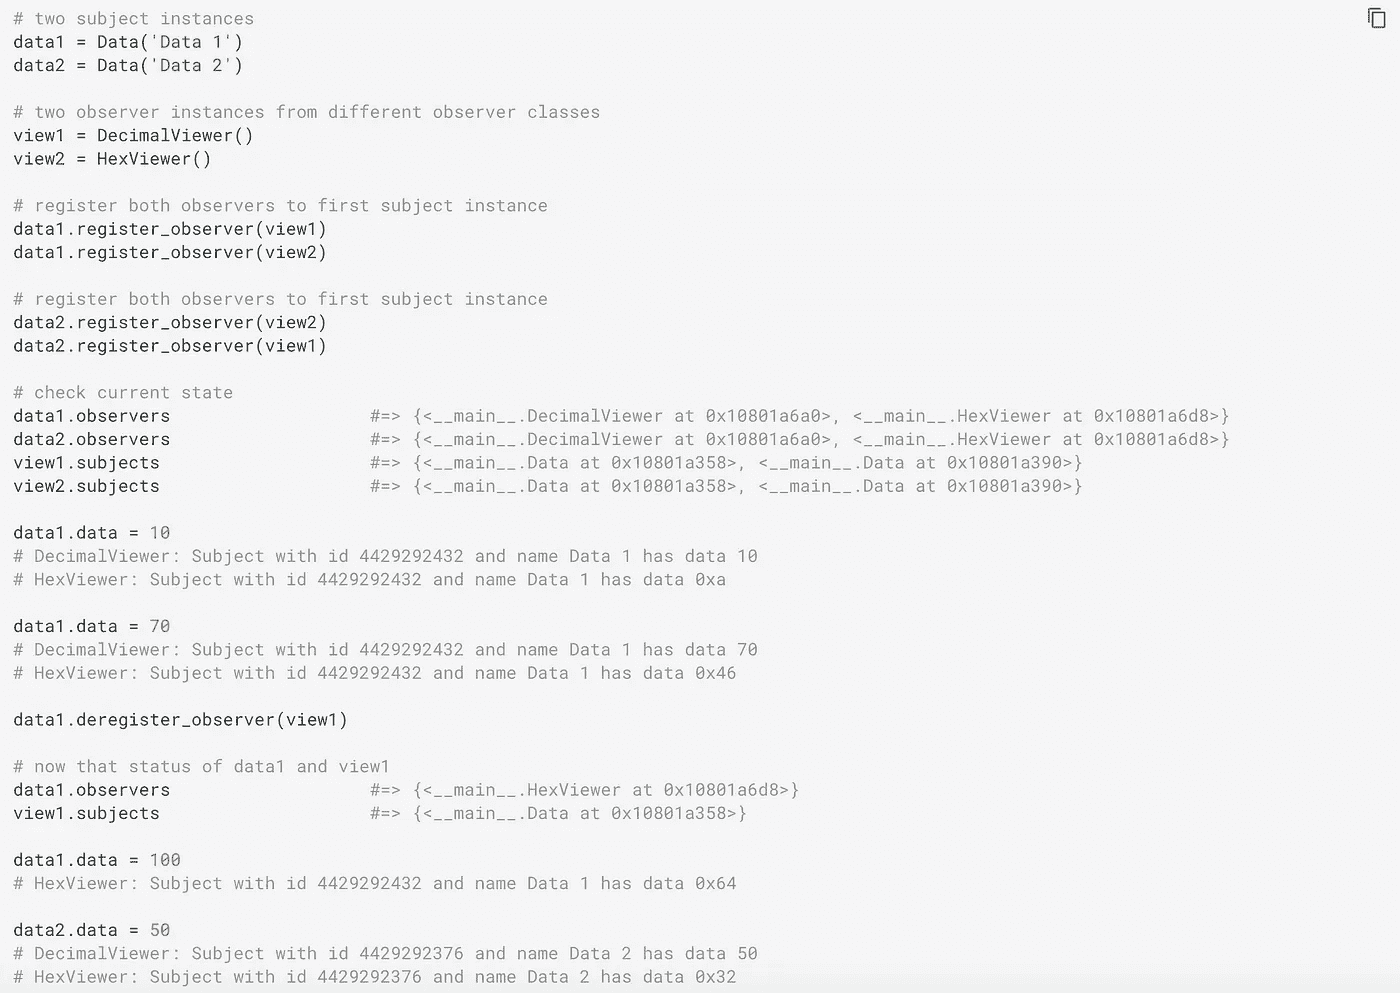 # two subject instances
data1 = Data('Data 1')
data2 = Data('Data 2')
# two observer instances from different observer classes
view1 = DecimalViewer()
view2 = HexViewer()
# register both observers to first subject instance
data1.register_observer(view1)
data1.register_observer(view2)
# register both observers to first subject instance
data2.register_observer(view2)
data2.register_observer(view1)
# check current state
data1.observers #=> {<__main__.DecimalViewer at 0x10801a6a0>, <__main__.HexViewer at 0x10801a6d8>}
data2.observers #=> {<__main__.DecimalViewer at 0x10801a6a0>, <__main__.HexViewer at 0x10801a6d8>}
view1.subjects #=> {<__main__.Data at 0x10801a358>, <__main__.Data at 0x10801a390>}
view2.subjects #=> {<__main__.Data at 0x10801a358>, <__main__.Data at 0x10801a390>}
data1.data = 10
# DecimalViewer: Subject with id 4429292432 and name Data 1 has data 10
# HexViewer: Subject with id 4429292432 and name Data 1 has data 0xa
data1.data = 70
# DecimalViewer: Subject with id 4429292432 and name Data 1 has data 70
# HexViewer: Subject with id 4429292432 and name Data 1 has data 0x46
data1.deregister_observer(view1)
# now that status of data1 and view1
data1.observers #=> {<__main__.HexViewer at 0x10801a6d8>}
view1.subjects #=> {<__main__.Data at 0x10801a358>}
data1.data = 100
# HexViewer: Subject with id 4429292432 and name Data 1 has data 0x64
data2.data = 50
# DecimalViewer: Subject with id 4429292376 and name Data 2 has data 50
# HexViewer: Subject with id 4429292376 and name Data 2 has data 0x32